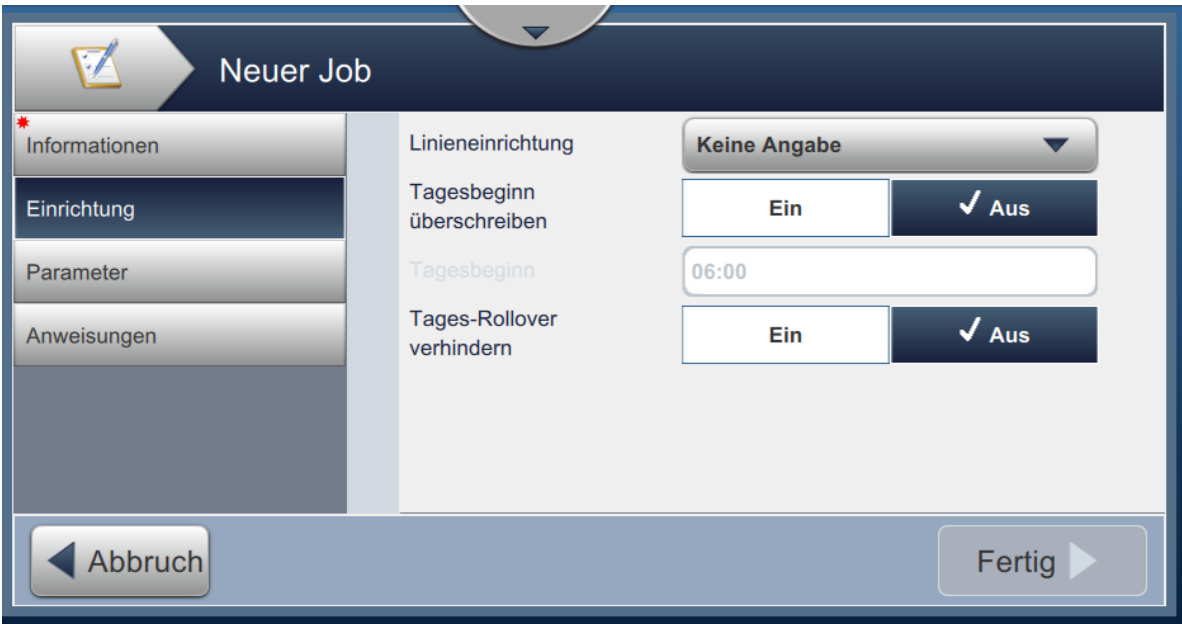 Neuer Job
Informationen
Einrichtung
Parameter
Anweisungen
Linieneinrichtung
Keine Angabe
Tagesbeginn
überschreiben
Ein
Aus
Tagesbeginn
06:00
Tages-Rollover
verhindern
Ein
Aus
Abbruch
Fertig